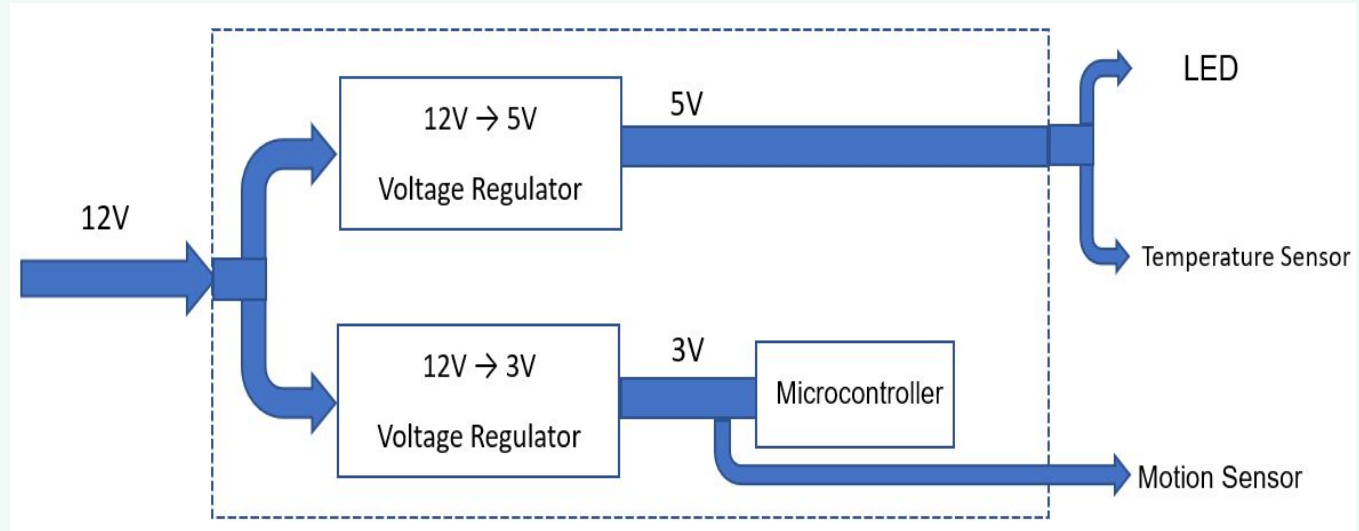 12V
12V → 5V
Voltage Regulator
5V
LED
Temperature Sensor
12V → 3V
Voltage Regulator
3V
Microcontroller
Motion Sensor